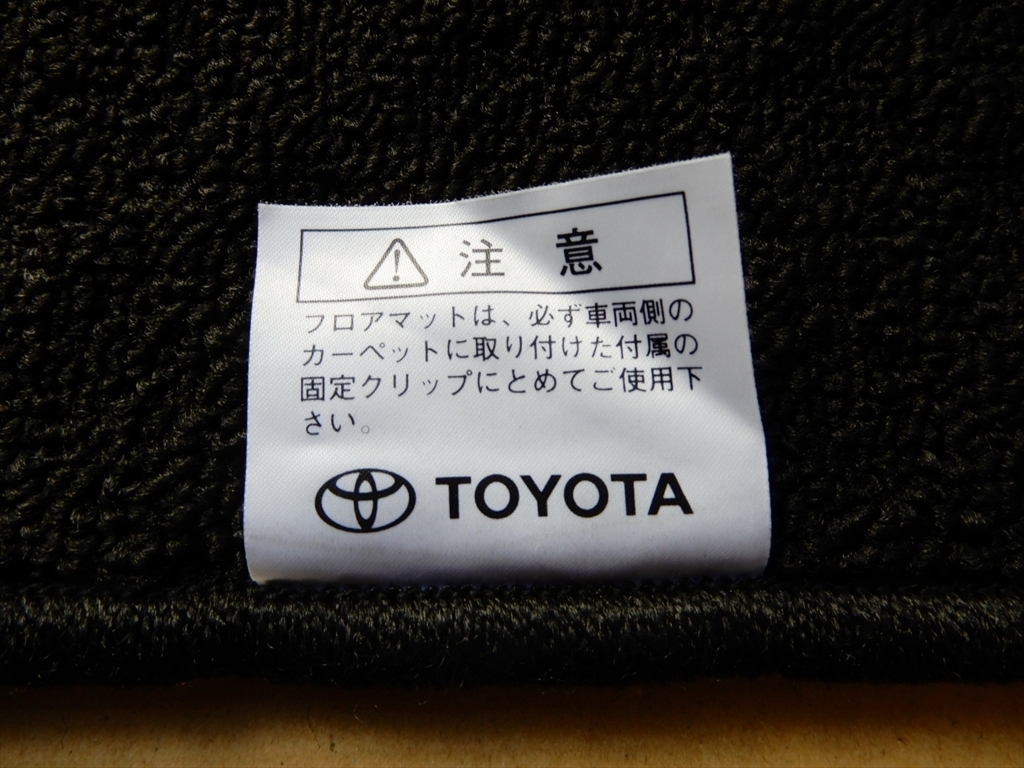 注意
フロアマットは、必ず車両側の
カーペットに取り付けた付属の
固定クリップにとめてご使用下
さい。
TOYOTA